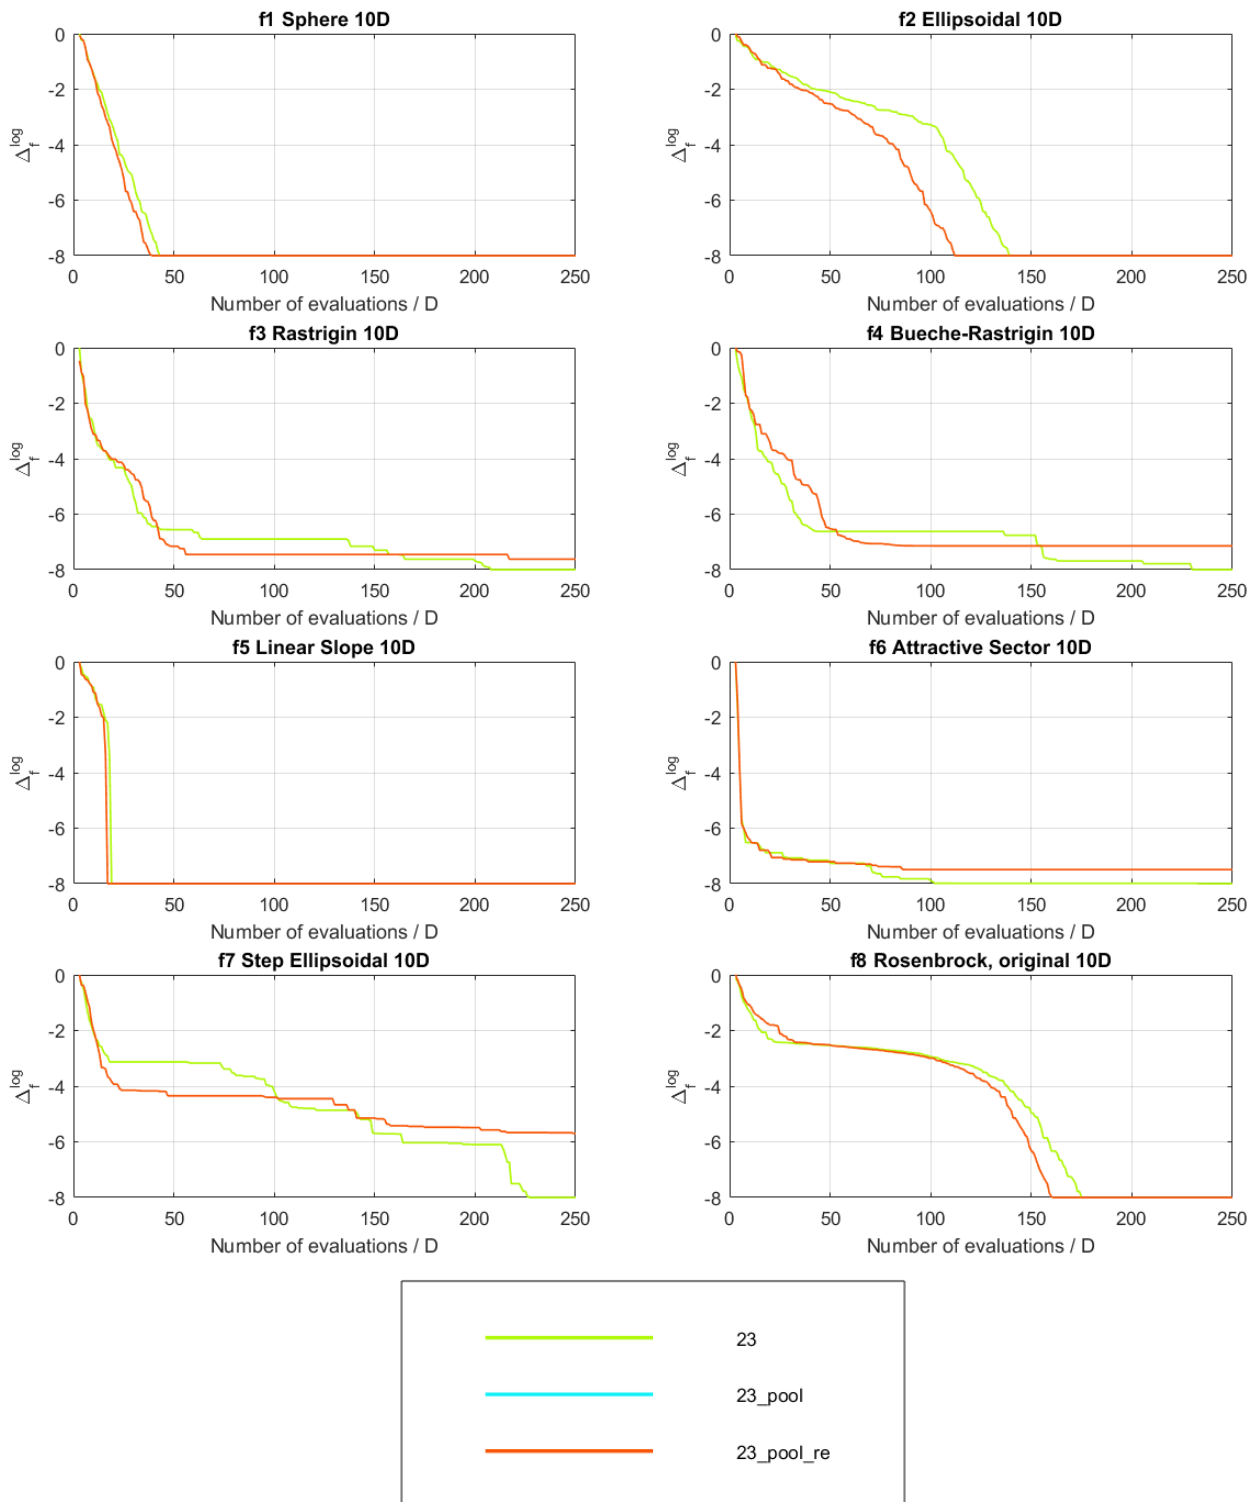 f1 Sphere 10D
f2 Ellipsoidal 10D
0
-2
-4
-6
-8
Δf^log
0 50 100 150 200 250
Number of evaluations / D
0
-2
-4
-6
-8
Δf^log
0 50 100 150 200 250
Number of evaluations / D
f3 Rastrigin 10D
f4 Bueche-Rastrigin 10D
0
-2
-4
-6
-8
Δf^log
0 50 100 150 200 250
Number of evaluations / D
0
-2
-4
-6
-8
Δf^log
0 50 100 150 200 250
Number of evaluations / D
f5 Linear Slope 10D
f6 Attractive Sector 10D
0
-2
-4
-6
-8
Δf^log
0 50 100 150 200 250
Number of evaluations / D
0
-2
-4
-6
-8
Δf^log
0 50 100 150 200 250
Number of evaluations / D
f7 Step Ellipsoidal 10D
f8 Rosenbrock, original 10D
0
-2
-4
-6
-8
Δf^log
0 50 100 150 200 250
Number of evaluations / D
0
-2
-4
-6
-8
Δf^log
0 50 100 150 200 250
Number of evaluations / D
23
23_pool
23_pool_re